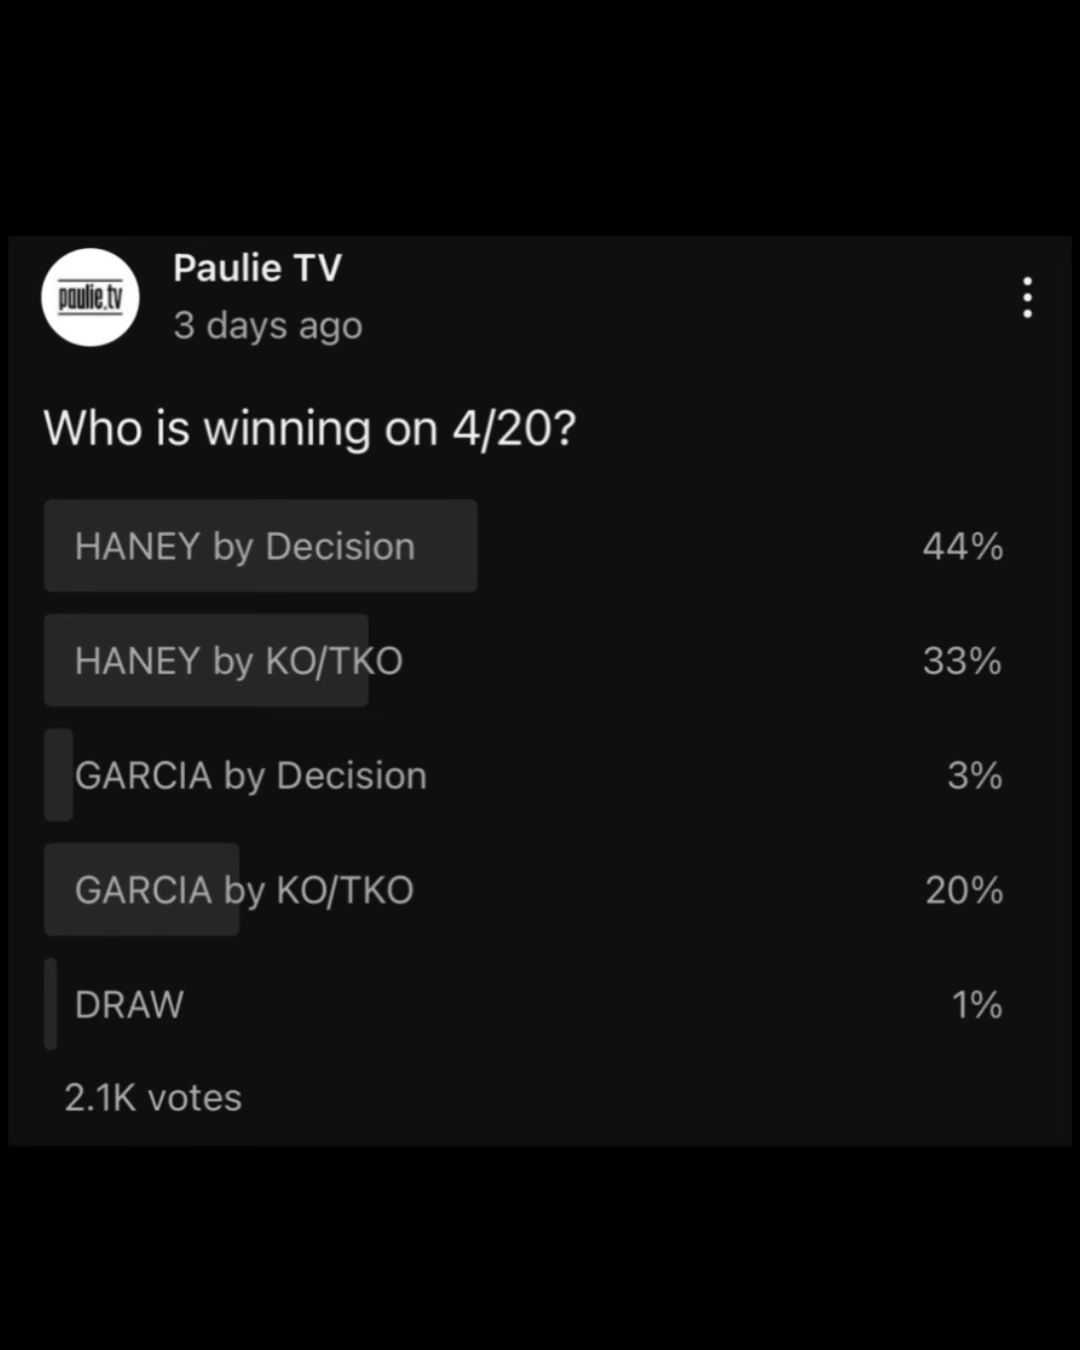 paulie.tv
Paulie TV
3 days ago
Who is winning on 4/20?
HANEY by Decision 44%
HANEY by KO/TKO 33%
GARCIA by Decision 3%
GARCIA by KO/TKO 20%
DRAW 1%
2.1K votes